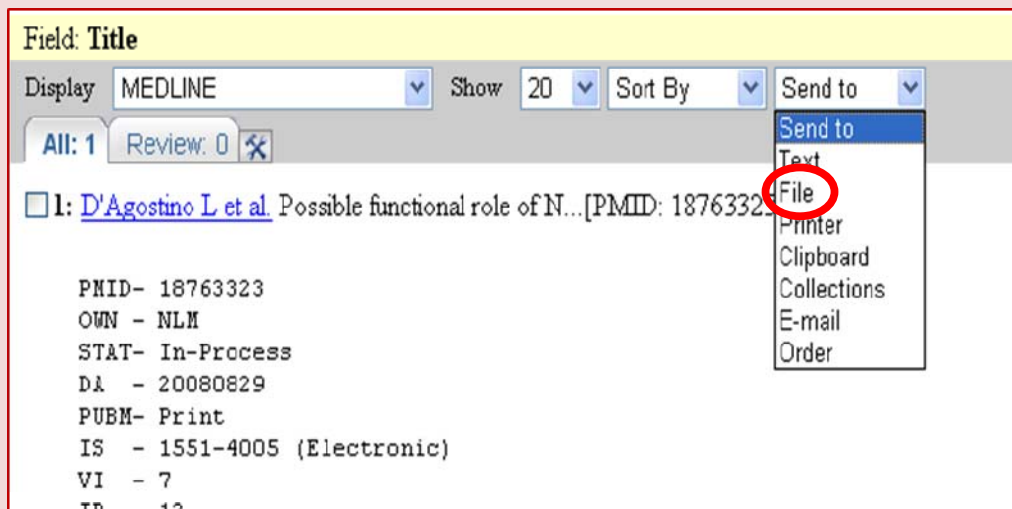 Field: Title
Display MEDLINE Show 20 Sort By Send to
All: 1 Review: 0
Send to
Text
File
Printer
Clipboard
Collections
E-mail
Order
1: D'Agostino L et al. Possible functional role of N...[PMID: 18763323
PMID- 18763323
OWN - NLM
STAT- In-Process
DA - 20080829
PUBM- Print
IS - 1551-4005 (Electronic)
VI - 7